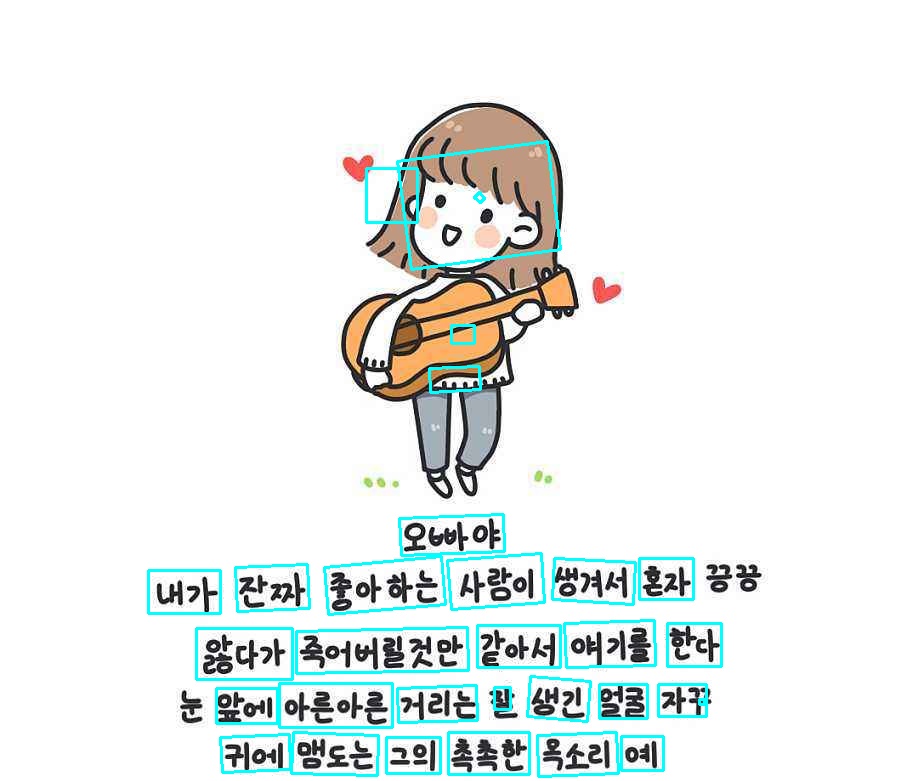 오빠야
내가 잔짜 좋아하는 사람이 생겨서 혼자 끙끙
앓다가 죽어버릴것만 같아서 얘기를 한다
눈 앞에 아른아른 거리는 잘 생긴 얼굴 자꾸
귀에 맴도는 그의 촉촉한 목소리 예